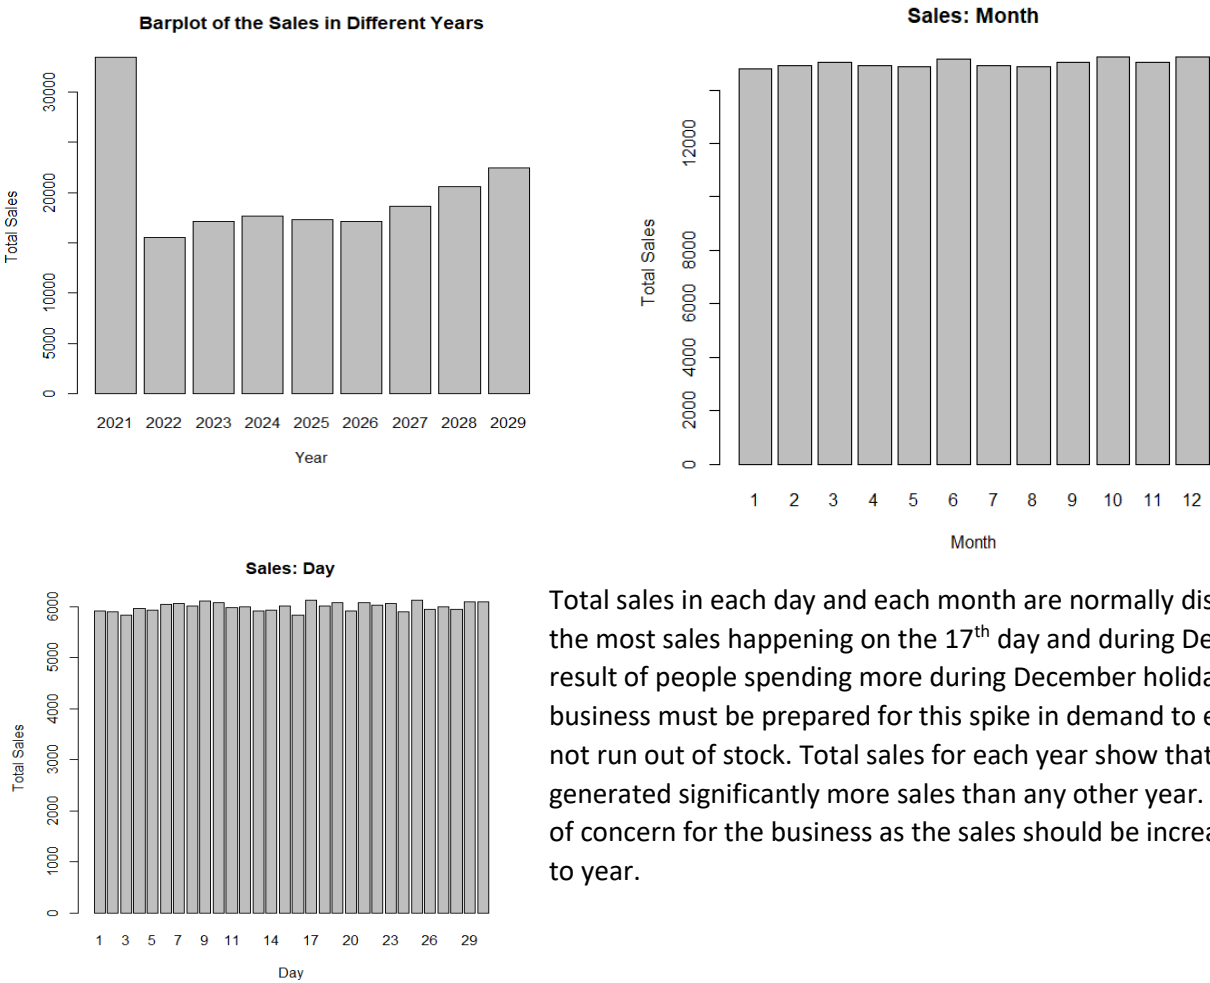 Barplot of the Sales in Different Years
Total Sales
0 5000 10000 20000 30000
2021 2022 2023 2024 2025 2026 2027 2028 2029
Year
Sales: Month
Total Sales
0 2000 4000 6000 8000 12000
1 2 3 4 5 6 7 8 9 10 11 12
Month
Sales: Day
Total Sales
0 1000 2000 3000 4000 5000 6000
1 3 5 7 9 11 14 17 20 23 26 29
Day
Total sales in each day and each month are normally dis
the most sales happening on the 17th day and during De
result of people spending more during December holida
business must be prepared for this spike in demand to e
not run out of stock. Total sales for each year show that
generated significantly more sales than any other year.
of concern for the business as the sales should be increa
to year.